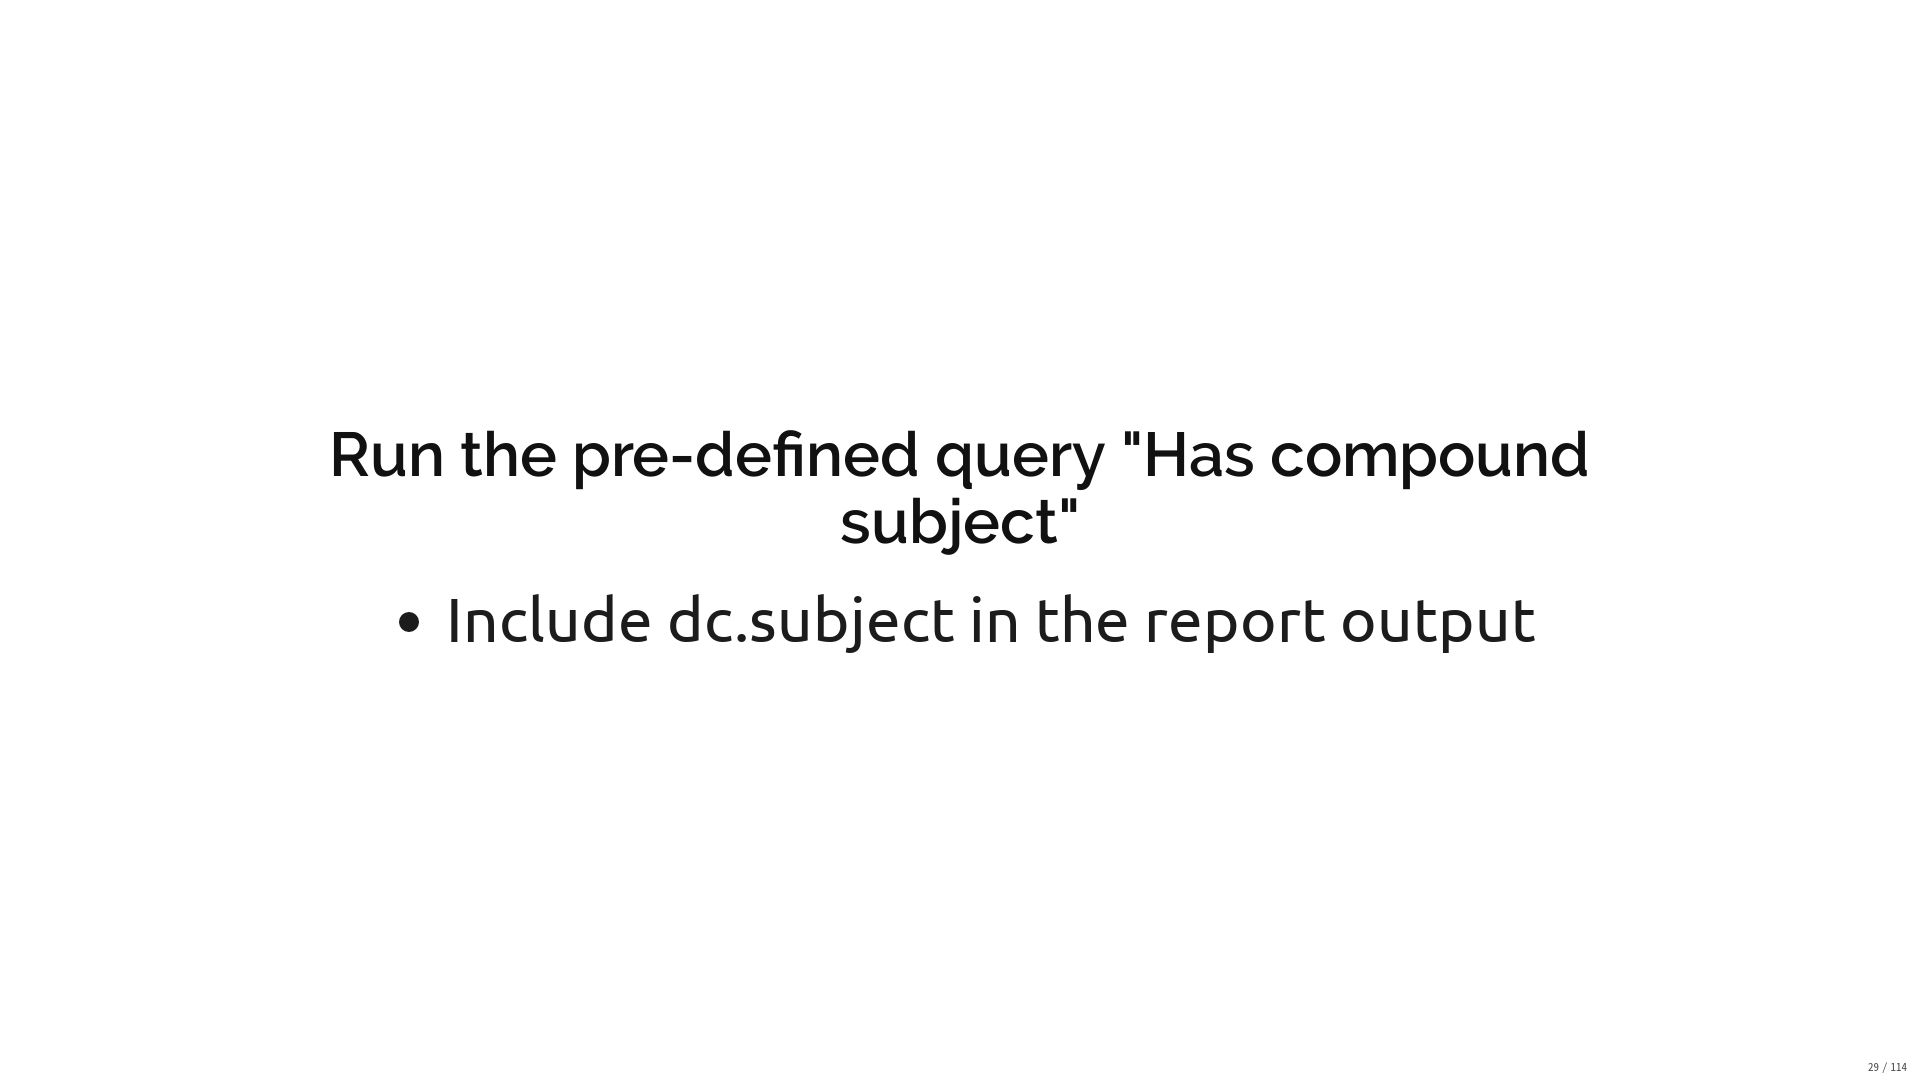 Run the pre-defined query "Has compound
subject"
• Include dc.subject in the report output
29 / 114